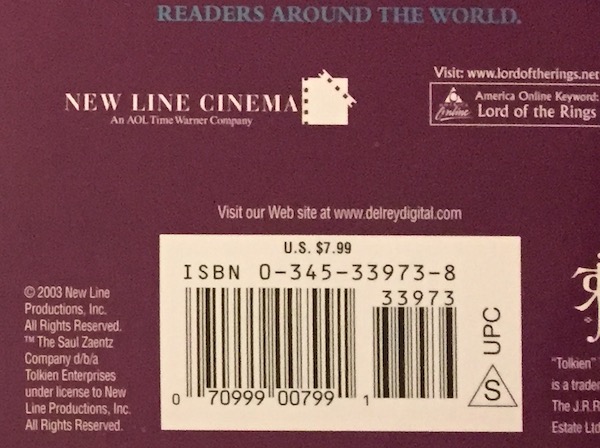 READERS AROUND THE WORLD.
NEW LINE CINEMA
An AOL Time Warner Company
Visit: www.lordoftherings.net
America Online Keyword:
Lord of the Rings
Visit our Web site at www.delreydigital.com
U.S. $7.99
ISBN 0-345-33973-8
33973
0 70999 00799 1
UPC
S
© 2003 New Line
Productions, Inc.
All Rights Reserved.
™ The Saul Zaentz
Company d/b/a
Tolkien Enterprises
under license to New
Line Productions, Inc.
All Rights Reserved.
"Tolkien"
is a
The J.R.R
Estate Ltd